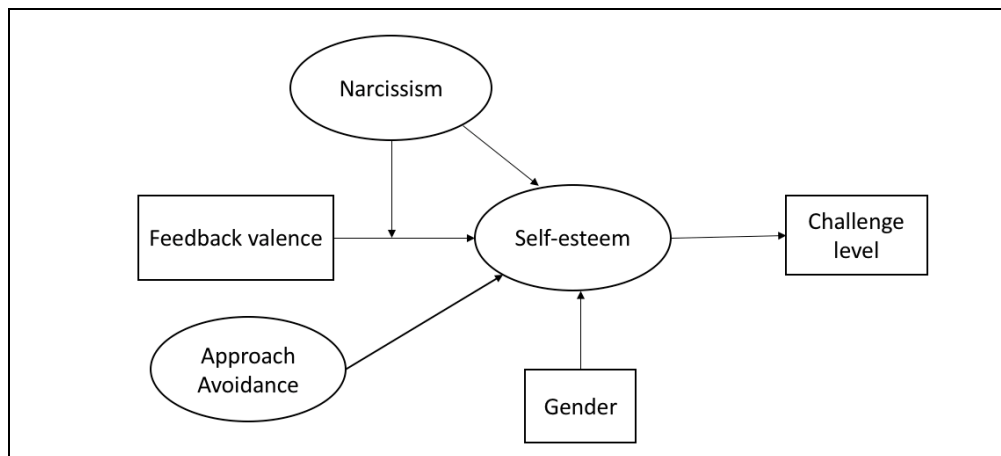 Narcissism
Feedback valence
Self-esteem
Challenge
level
Approach
Avoidance
Gender